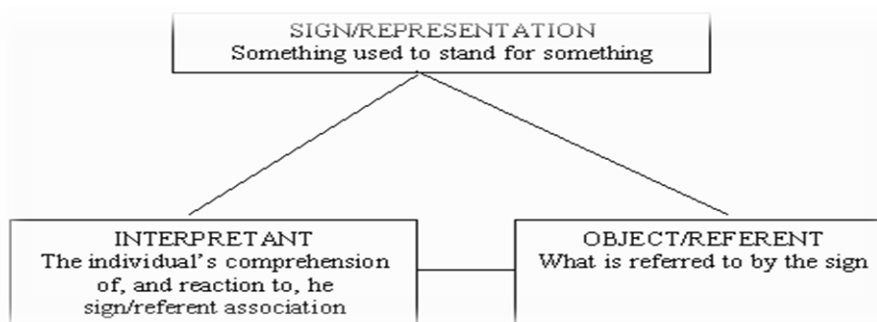 SIGN/REPRESENTATION
Something used to stand for something
INTERPRETANT
The individual's comprehension
of, and reaction to, he
sign/referent association
OBJECT/REFERENT
What is referred to by the sign